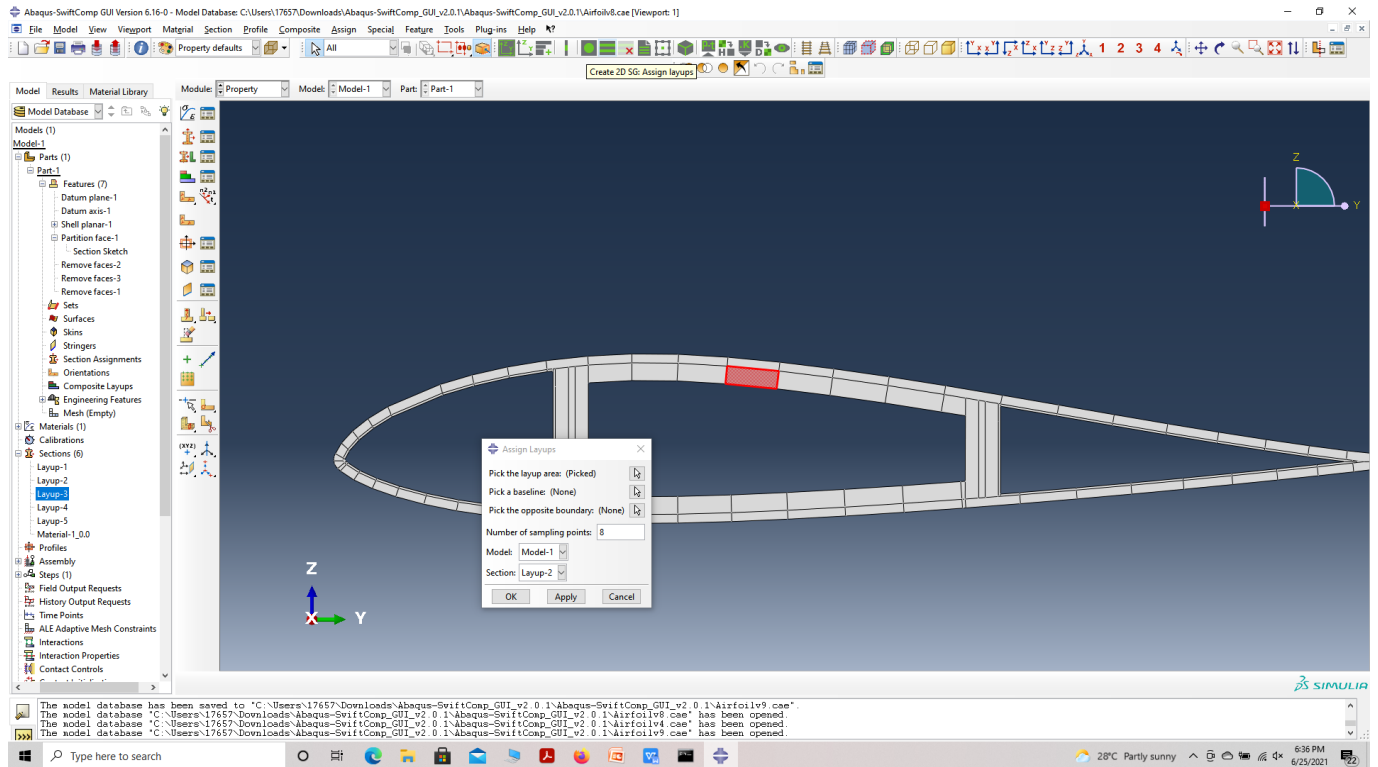 Abaqus-SwiftComp GUI Version 6.16-0 - Model Database: C:\Users\17657\Downloads\Abaqus-SwiftComp_GUI_v2.0.1\Abaqus-SwiftComp_GUI_v2.0.1\Airfoilv8.cae [Viewport: 1]
File Model View Viewport Material Section Profile Composite Assign Special Feature Tools Plug-ins Help
Property defaults All 1 2 3 4
Create 2D SG: Assign layups
Model Results Material Library Module: Property Model: Model-1 Part: Part-1
Model Database
Models (1)
Model-1
Parts (1)
Part-1
Features (7)
Datum plane-1
Datum axis-1
Shell planar-1
Partition face-1
Section Sketch
Remove faces-2
Remove faces-3
Remove faces-1
Sets
Surfaces
Skins
Stringers
Section Assignments
Orientations
Composite Layups
Engineering Features
Mesh (Empty)
Materials (1)
Calibrations
Sections (6)
Layup-1
Layup-2
Layup-3
Layup-4
Layup-5
Material-1_0.0
Profiles
Assembly
Steps (1)
Field Output Requests
History Output Requests
Time Points
ALE Adaptive Mesh Constraints
Interactions
Interaction Properties
Contact Controls
Z
X Y
Assign Layups
Pick the layup area: (Picked)
Pick a baseline: (None)
Pick the opposite boundary: (None)
Number of sampling points: 8
Model: Model-1
Section: Layup-2
OK Apply Cancel
Z
X Y
SIMULIA
The model database has been saved to "C:\Users\17657\Downloads\Abaqus-SwiftComp_GUI_v2.0.1\Abaqus-SwiftComp_GUI_v2.0.1\Airfoilv9.cae".
The model database "C:\Users\17657\Downloads\Abaqus-SwiftComp_GUI_v2.0.1\Abaqus-SwiftComp_GUI_v2.0.1\Airfoilv8.cae" has been opened.
The model database "C:\Users\17657\Downloads\Abaqus-SwiftComp_GUI_v2.0.1\Abaqus-SwiftComp_GUI_v2.0.1\Airfoilv4.cae" has been opened.
The model database "C:\Users\17657\Downloads\Abaqus-SwiftComp_GUI_v2.0.1\Abaqus-SwiftComp_GUI_v2.0.1\Airfoilv9.cae" has been opened.
Type here to search
28°C Partly sunny
6:36 PM
6/25/2021
22